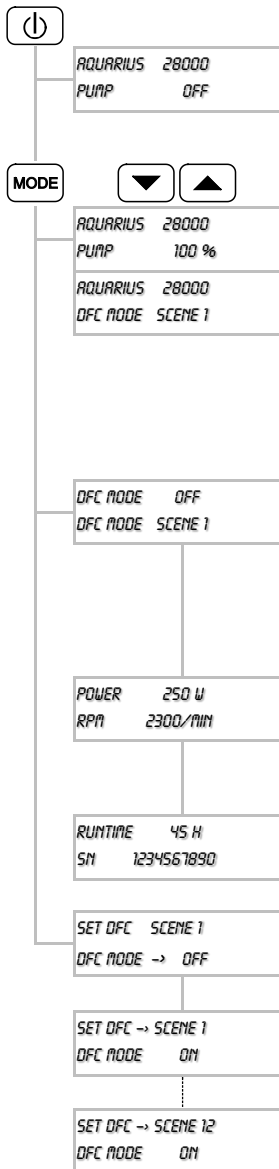 AQUARIUS 28000
PUMP OFF
MODE
AQUARIUS 28000
PUMP 100 %
AQUARIUS 28000
DFC MODE SCENE 1
DFC MODE OFF
DFC MODE SCENE 1
POWER 250 W
RPM 2300/MIN
RUNTIME 45 H
SN 1234567890
SET DFC SCENE 1
DFC MODE -> OFF
SET DFC -> SCENE 1
DFC MODE ON
SET DFC -> SCENE 12
DFC MODE ON